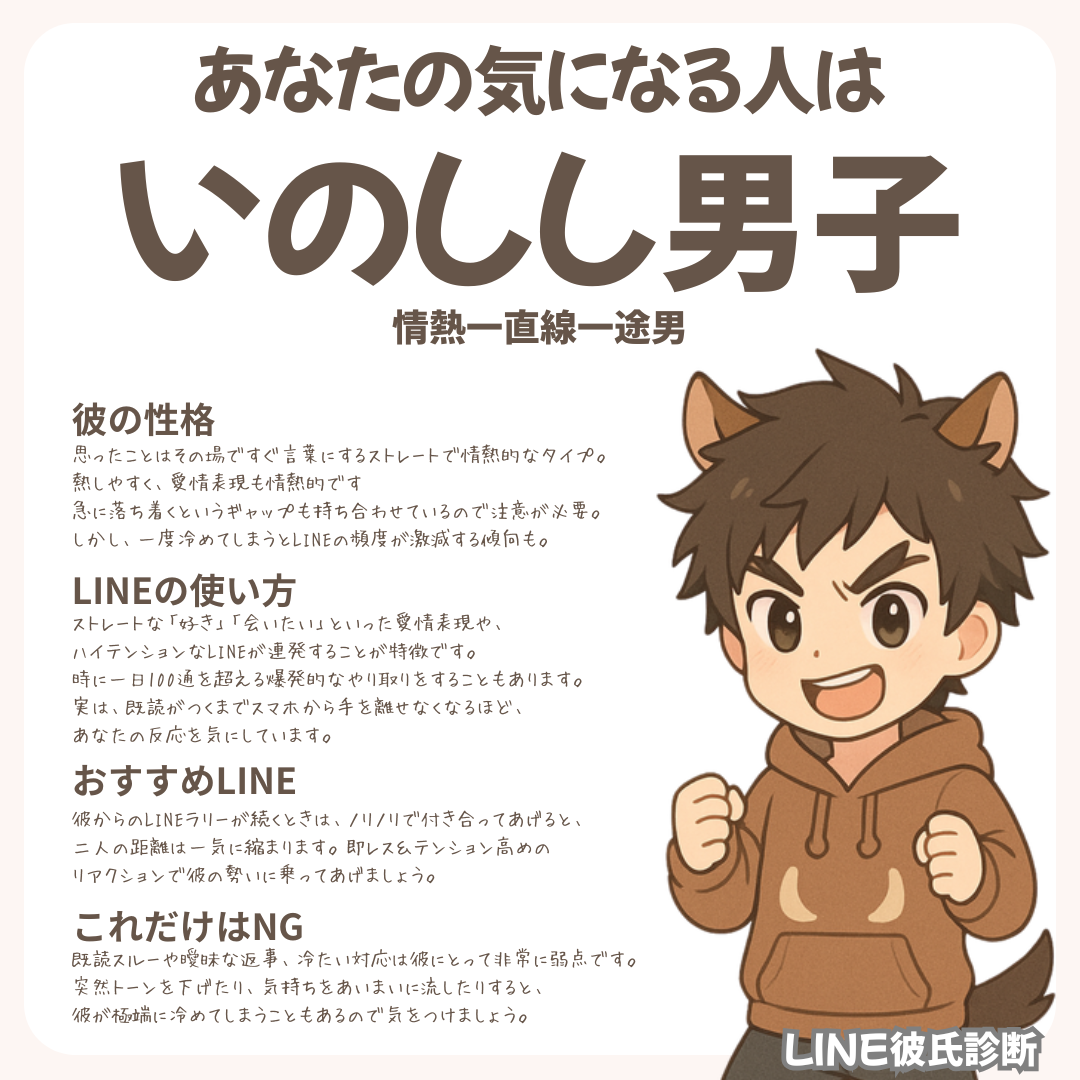 あなたの気になる人は
いのしし男子
情熱一直線一途男
彼の性格
思ったことはその場ですぐ言葉にするストレートで情熱的なタイプ。
熱しやすく、愛情表現も情熱的です
急に落ち着くというギャップも持ち合わせているので注意が必要。
しかし、一度冷めてしまうとLINEの頻度が激減する傾向も。
LINEの使い方
ストレートな「好き」「会いたい」といった愛情表現や、
ハイテンションなLINEが連発することが特徴です。
時に一日100通を超える爆発的なやり取りをすることもあります。
実は、既読がつくまでスマホから手を離せなくなるほど、
あなたの反応を気にしています。
おすすめLINE
彼からのLINEラリーが続くときは、ノリノリで付き合ってあげると、
二人の距離は一気に縮まります。即レス&テンション高めの
リアクションで彼の勢いに乗ってあげましょう。
これだけはNG
既読スルーや曖昧な返事、冷たい対応は彼にとって非常に弱点です。
突然トーンを下げたり、気持ちをあいまいに流したりすると、
彼が極端に冷めてしまうこともあるので気をつけましょう。
LINE彼氏診断